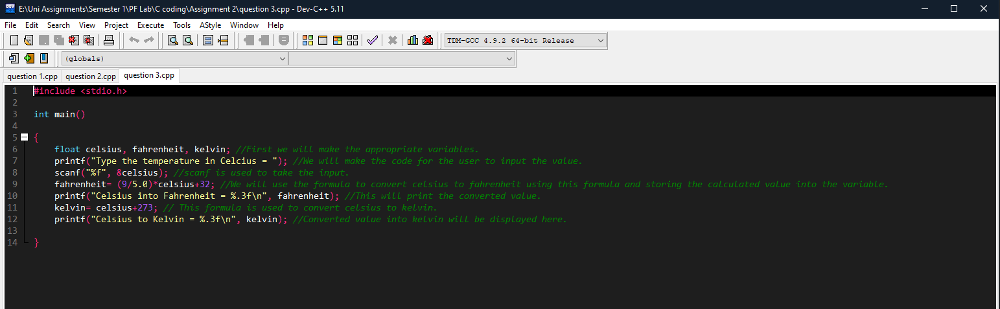 E:\Uni Assignments\Semester 1\PF Lab\C coding\Assignment 2\question 3.cpp - Dev-C++ 5.11
File Edit Search View Project Execute Tools AStyle Window Help
TDM-GCC 4.9.2 64-bit Release
(globals)
question 1.cpp question 2.cpp question 3.cpp
1 #include <stdio.h>
2
3 int main()
4
5 {
6 float celsius, fahrenheit, kelvin; //First we will make the appropriate variables.
7 printf("Type the temperature in Celcius = "); //We will make the code for the user to input the value.
8 scanf("%f", &celsius); //scanf is used to take the input.
9 fahrenheit= (9/5.0)*celsius+32; //We will use the formula to convert celsius to fahrenheit using this formula and storing the calculated value into the variable.
10 printf("Celsius into Fahrenheit = %.3f\n", fahrenheit); //This will print the converted value.
11 kelvin= celsius+273; // This formula is used to convert celsius to kelvin.
12 printf("Celsius to Kelvin = %.3f\n", kelvin); //Converted value into kelvin will be displayed here.
13
14 }